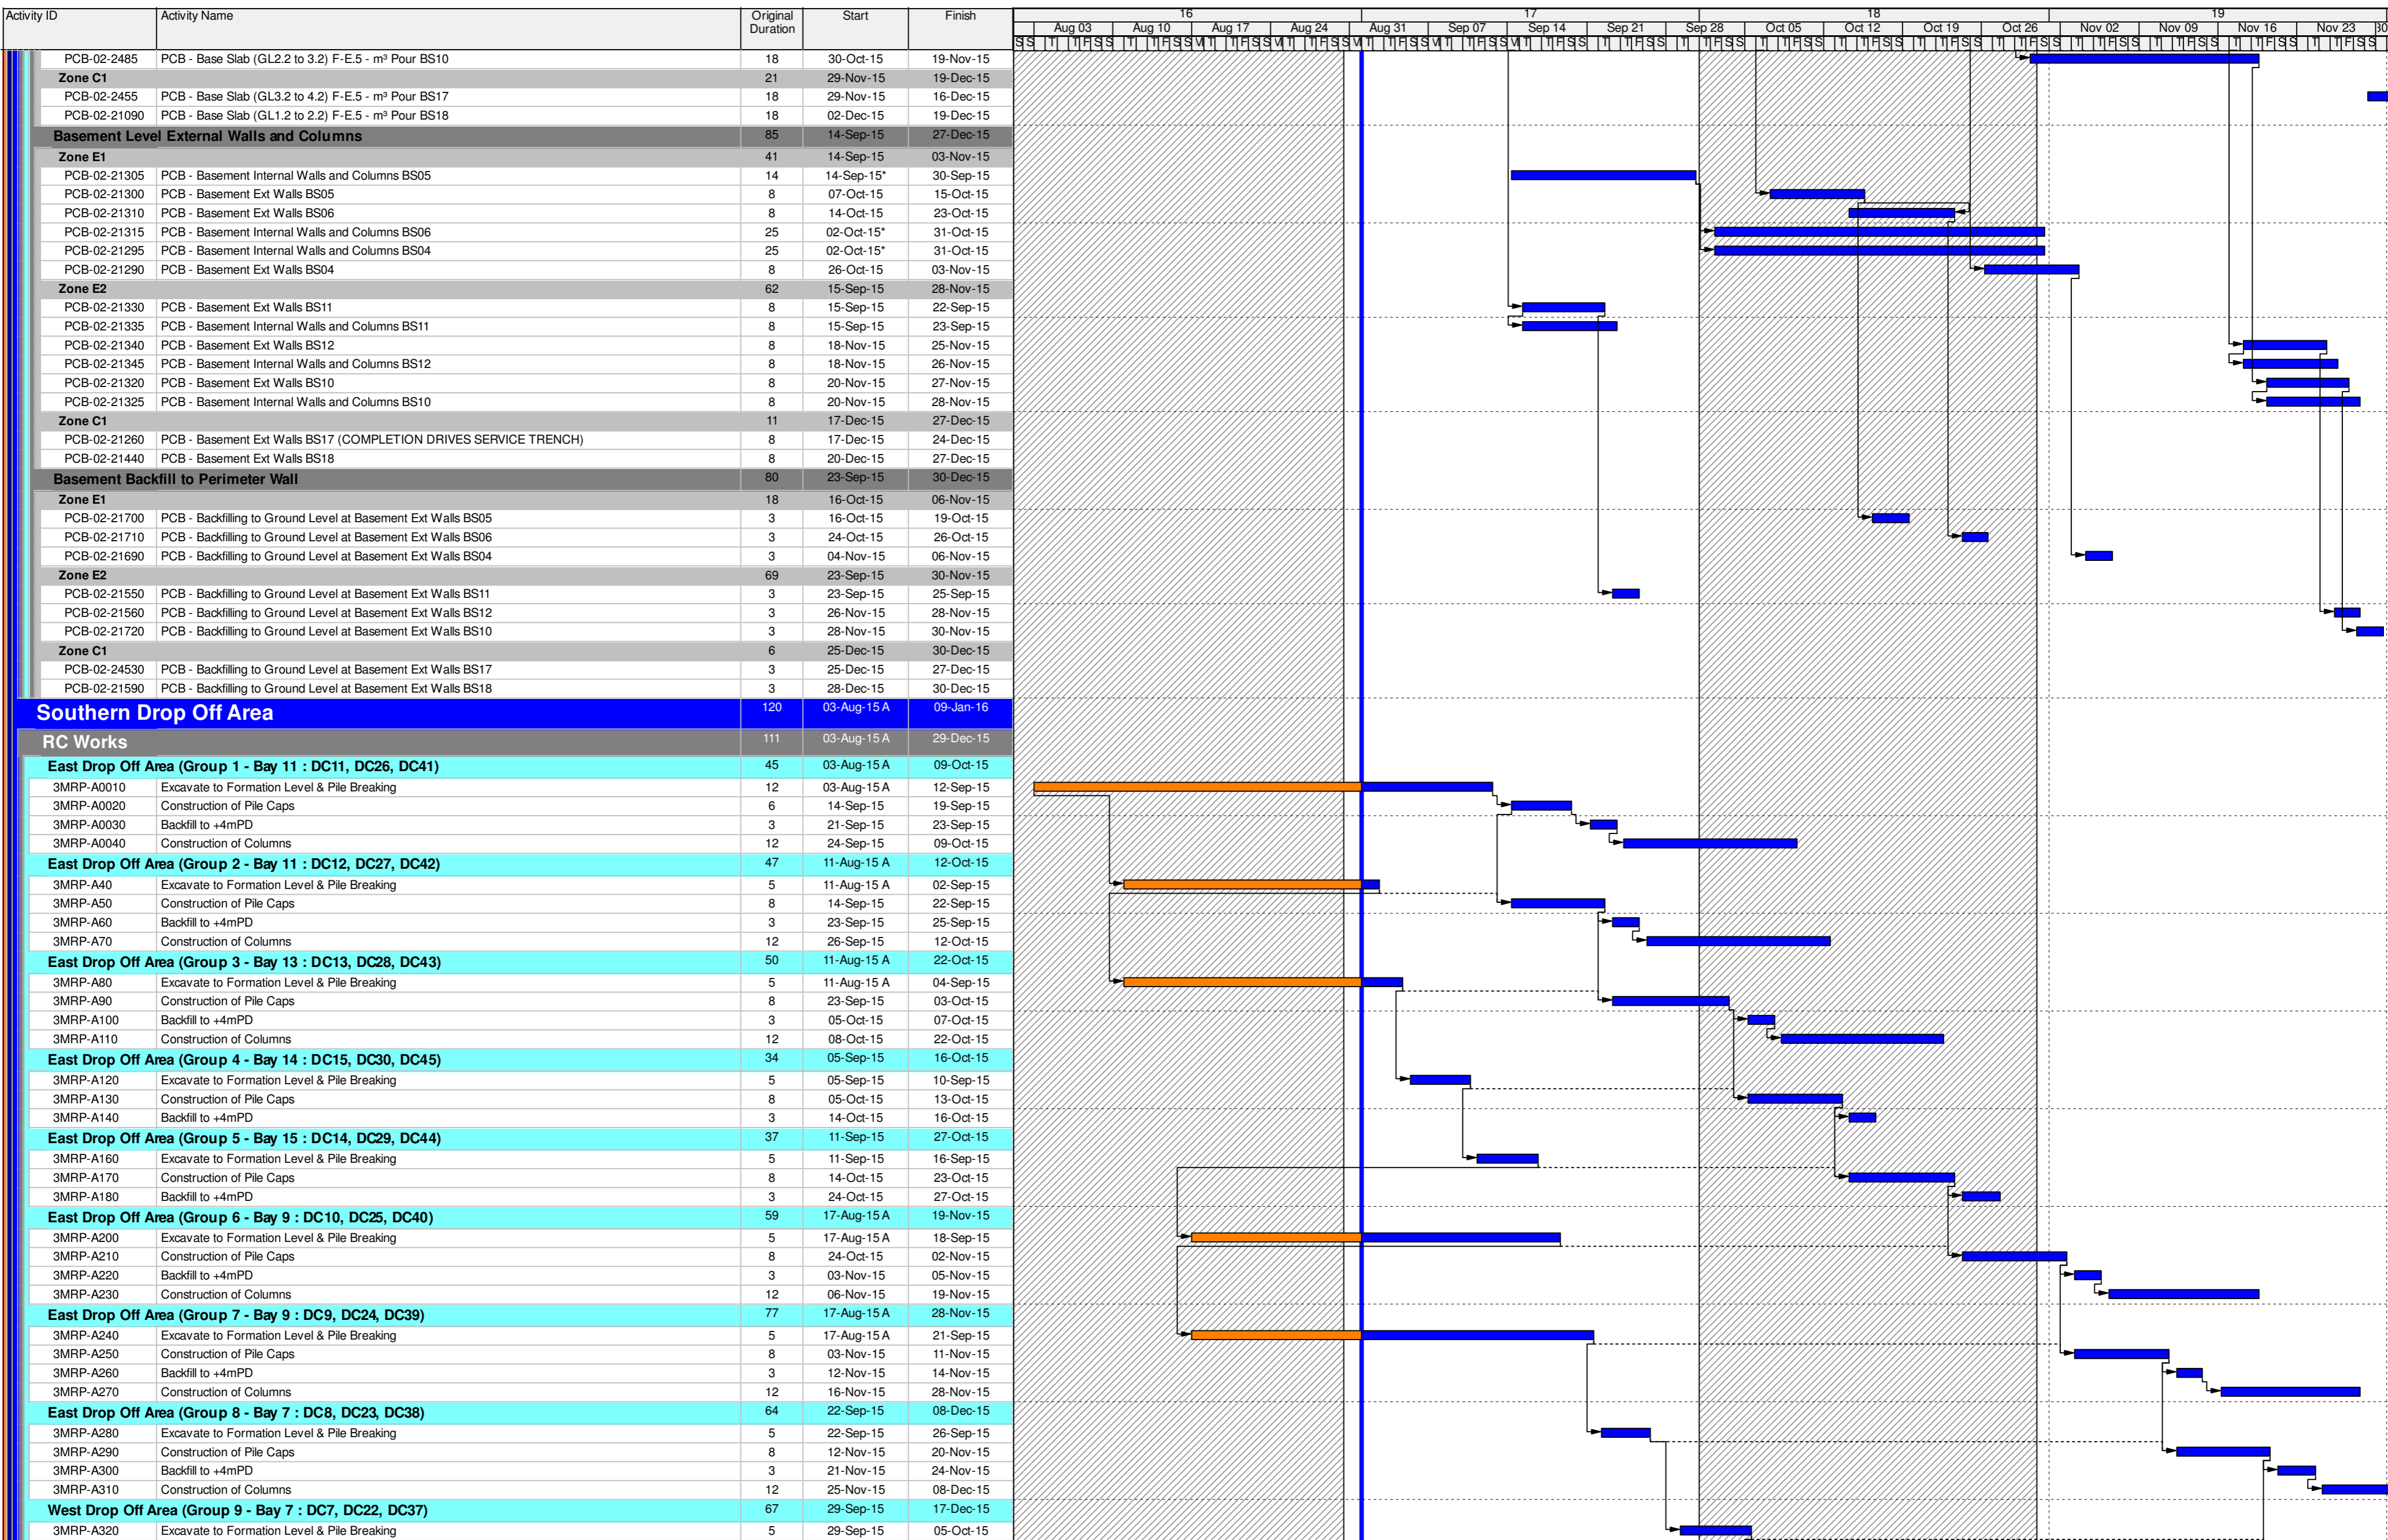 Activity ID Activity Name Original Duration Start Finish
16 17 18 19
Aug 03 Aug 10 Aug 17 Aug 24 Aug 31 Sep 07 Sep 14 Sep 21 Sep 28 Oct 05 Oct 12 Oct 19 Oct 26 Nov 02 Nov 09 Nov 16 Nov 23 30
PCB-02-2485 PCB - Base Slab (GL2.2 to 3.2) F-E.5 - m³ Pour BS10 18 30-Oct-15 19-Nov-15
Zone C1 21 29-Nov-15 19-Dec-15
PCB-02-2455 PCB - Base Slab (GL3.2 to 4.2) F-E.5 - m³ Pour BS17 18 29-Nov-15 16-Dec-15
PCB-02-21090 PCB - Base Slab (GL1.2 to 2.2) F-E.5 - m³ Pour BS18 18 02-Dec-15 19-Dec-15
Basement Level External Walls and Columns 85 14-Sep-15 27-Dec-15
Zone E1 41 14-Sep-15 03-Nov-15
PCB-02-21305 PCB - Basement Internal Walls and Columns BS05 14 14-Sep-15* 30-Sep-15
PCB-02-21300 PCB - Basement Ext Walls BS05 8 07-Oct-15 15-Oct-15
PCB-02-21310 PCB - Basement Ext Walls BS06 8 14-Oct-15 23-Oct-15
PCB-02-21315 PCB - Basement Internal Walls and Columns BS06 25 02-Oct-15* 31-Oct-15
PCB-02-21295 PCB - Basement Internal Walls and Columns BS04 25 02-Oct-15* 31-Oct-15
PCB-02-21290 PCB - Basement Ext Walls BS04 8 26-Oct-15 03-Nov-15
Zone E2 62 15-Sep-15 28-Nov-15
PCB-02-21330 PCB - Basement Ext Walls BS11 8 15-Sep-15 22-Sep-15
PCB-02-21335 PCB - Basement Internal Walls and Columns BS11 8 15-Sep-15 23-Sep-15
PCB-02-21340 PCB - Basement Ext Walls BS12 8 18-Nov-15 25-Nov-15
PCB-02-21345 PCB - Basement Internal Walls and Columns BS12 8 18-Nov-15 26-Nov-15
PCB-02-21320 PCB - Basement Ext Walls BS10 8 20-Nov-15 27-Nov-15
PCB-02-21325 PCB - Basement Internal Walls and Columns BS10 8 20-Nov-15 28-Nov-15
Zone C1 11 17-Dec-15 27-Dec-15
PCB-02-21260 PCB - Basement Ext Walls BS17 (COMPLETION DRIVES SERVICE TRENCH) 8 17-Dec-15 24-Dec-15
PCB-02-21440 PCB - Basement Ext Walls BS18 8 20-Dec-15 27-Dec-15
Basement Backfill to Perimeter Wall 80 23-Sep-15 30-Dec-15
Zone E1 18 16-Oct-15 06-Nov-15
PCB-02-21700 PCB - Backfilling to Ground Level at Basement Ext Walls BS05 3 16-Oct-15 19-Oct-15
PCB-02-21710 PCB - Backfilling to Ground Level at Basement Ext Walls BS06 3 24-Oct-15 26-Oct-15
PCB-02-21690 PCB - Backfilling to Ground Level at Basement Ext Walls BS04 3 04-Nov-15 06-Nov-15
Zone E2 69 23-Sep-15 30-Nov-15
PCB-02-21550 PCB - Backfilling to Ground Level at Basement Ext Walls BS11 3 23-Sep-15 25-Sep-15
PCB-02-21560 PCB - Backfilling to Ground Level at Basement Ext Walls BS12 3 26-Nov-15 28-Nov-15
PCB-02-21720 PCB - Backfilling to Ground Level at Basement Ext Walls BS10 3 28-Nov-15 30-Nov-15
Zone C1 6 25-Dec-15 30-Dec-15
PCB-02-24530 PCB - Backfilling to Ground Level at Basement Ext Walls BS17 3 25-Dec-15 27-Dec-15
PCB-02-21590 PCB - Backfilling to Ground Level at Basement Ext Walls BS18 3 28-Dec-15 30-Dec-15
Southern Drop Off Area 120 03-Aug-15 A 09-Jan-16
RC Works 111 03-Aug-15 A 29-Dec-15
East Drop Off Area (Group 1 - Bay 11 : DC11, DC26, DC41) 45 03-Aug-15 A 09-Oct-15
3MRP-A0010 Excavate to Formation Level & Pile Breaking 12 03-Aug-15 A 12-Sep-15
3MRP-A0020 Construction of Pile Caps 6 14-Sep-15 19-Sep-15
3MRP-A0030 Backfill to +4mPD 3 21-Sep-15 23-Sep-15
3MRP-A0040 Construction of Columns 12 24-Sep-15 09-Oct-15
East Drop Off Area (Group 2 - Bay 11 : DC12, DC27, DC42) 47 11-Aug-15 A 12-Oct-15
3MRP-A40 Excavate to Formation Level & Pile Breaking 5 11-Aug-15 A 02-Sep-15
3MRP-A50 Construction of Pile Caps 8 14-Sep-15 22-Sep-15
3MRP-A60 Backfill to +4mPD 3 23-Sep-15 25-Sep-15
3MRP-A70 Construction of Columns 12 26-Sep-15 12-Oct-15
East Drop Off Area (Group 3 - Bay 13 : DC13, DC28, DC43) 50 11-Aug-15 A 22-Oct-15
3MRP-A80 Excavate to Formation Level & Pile Breaking 5 11-Aug-15 A 04-Sep-15
3MRP-A90 Construction of Pile Caps 8 23-Sep-15 03-Oct-15
3MRP-A100 Backfill to +4mPD 3 05-Oct-15 07-Oct-15
3MRP-A110 Construction of Columns 12 08-Oct-15 22-Oct-15
East Drop Off Area (Group 4 - Bay 14 : DC15, DC30, DC45) 34 05-Sep-15 16-Oct-15
3MRP-A120 Excavate to Formation Level & Pile Breaking 5 05-Sep-15 10-Sep-15
3MRP-A130 Construction of Pile Caps 8 05-Oct-15 13-Oct-15
3MRP-A140 Backfill to +4mPD 3 14-Oct-15 16-Oct-15
East Drop Off Area (Group 5 - Bay 15 : DC14, DC29, DC44) 37 11-Sep-15 27-Oct-15
3MRP-A160 Excavate to Formation Level & Pile Breaking 5 11-Sep-15 16-Sep-15
3MRP-A170 Construction of Pile Caps 8 14-Oct-15 23-Oct-15
3MRP-A180 Backfill to +4mPD 3 24-Oct-15 27-Oct-15
East Drop Off Area (Group 6 - Bay 9 : DC10, DC25, DC40) 59 17-Aug-15 A 19-Nov-15
3MRP-A200 Excavate to Formation Level & Pile Breaking 5 17-Aug-15 A 18-Sep-15
3MRP-A210 Construction of Pile Caps 8 24-Oct-15 02-Nov-15
3MRP-A220 Backfill to +4mPD 3 03-Nov-15 05-Nov-15
3MRP-A230 Construction of Columns 12 06-Nov-15 19-Nov-15
East Drop Off Area (Group 7 - Bay 9 : DC9, DC24, DC39) 77 17-Aug-15 A 28-Nov-15
3MRP-A240 Excavate to Formation Level & Pile Breaking 5 17-Aug-15 A 21-Sep-15
3MRP-A250 Construction of Pile Caps 8 03-Nov-15 11-Nov-15
3MRP-A260 Backfill to +4mPD 3 12-Nov-15 14-Nov-15
3MRP-A270 Construction of Columns 12 16-Nov-15 28-Nov-15
East Drop Off Area (Group 8 - Bay 7 : DC8, DC23, DC38) 64 22-Sep-15 08-Dec-15
3MRP-A280 Excavate to Formation Level & Pile Breaking 5 22-Sep-15 26-Sep-15
3MRP-A290 Construction of Pile Caps 8 12-Nov-15 20-Nov-15
3MRP-A300 Backfill to +4mPD 3 21-Nov-15 24-Nov-15
3MRP-A310 Construction of Columns 12 25-Nov-15 08-Dec-15
West Drop Off Area (Group 9 - Bay 7 : DC7, DC22, DC37) 67 29-Sep-15 17-Dec-15
3MRP-A320 Excavate to Formation Level & Pile Breaking 5 29-Sep-15 05-Oct-15